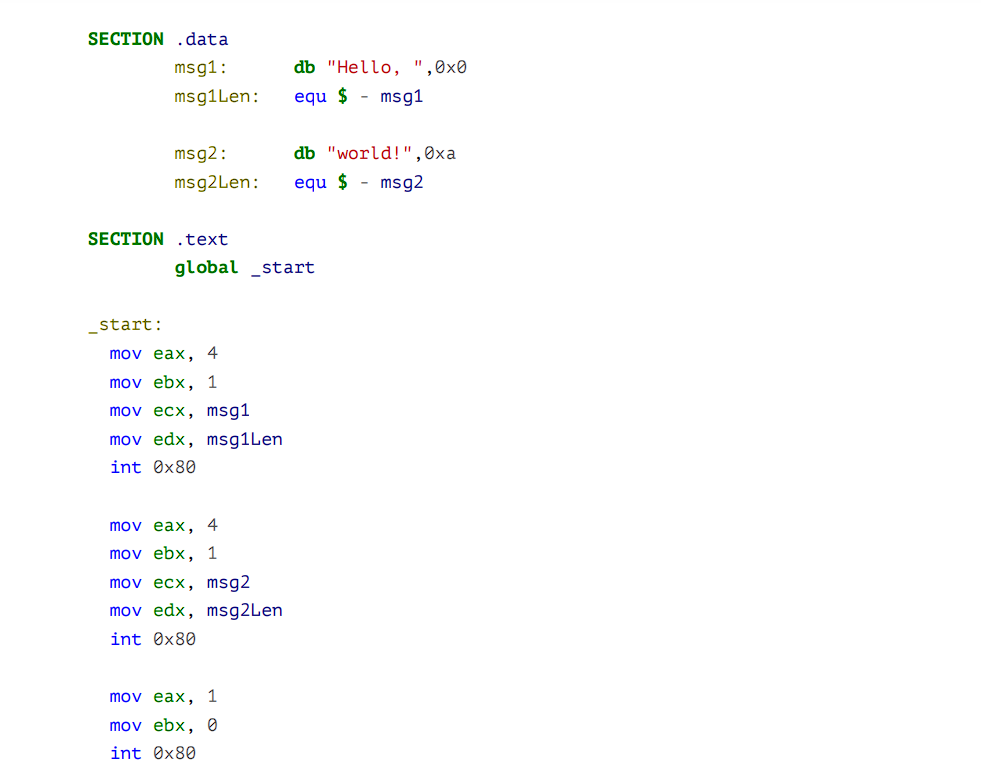 SECTION .data
        msg1:      db "Hello, ",0x0
        msg1Len:   equ $ - msg1

        msg2:      db "world!",0xa
        msg2Len:   equ $ - msg2

SECTION .text
        global _start

_start:
  mov eax, 4
  mov ebx, 1
  mov ecx, msg1
  mov edx, msg1Len
  int 0x80

  mov eax, 4
  mov ebx, 1
  mov ecx, msg2
  mov edx, msg2Len
  int 0x80

  mov eax, 1
  mov ebx, 0
  int 0x80